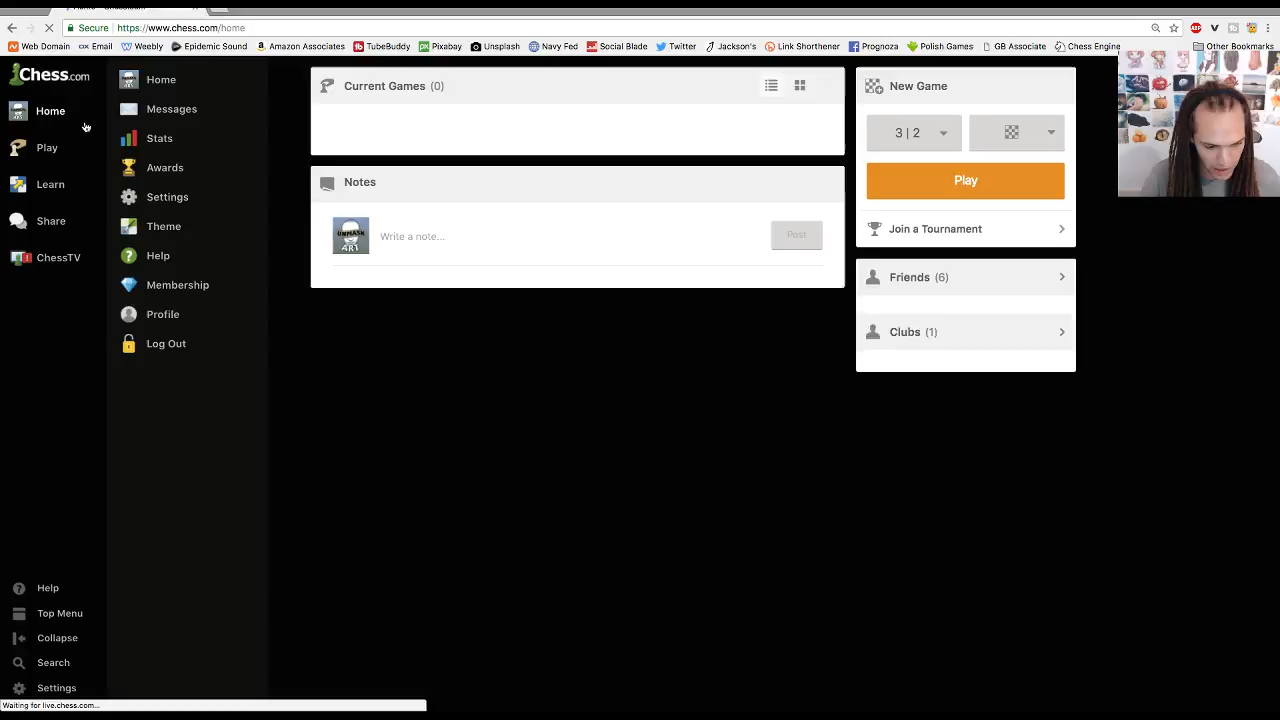 Secure | https://www.chess.com/home
Web Domain Email Weebly Epidemic Sound Amazon Associates TubeBuddy Pixabay Unsplash Navy Fed Social Blade Twitter Jackson's Link Shortener Prognoza Polish Games GB Associate Chess Engine Other Bookmarks
Chess.com
Home
Play
Learn
Share
ChessTV
Help
Top Menu
Collapse
Search
Settings
Home
Messages
Stats
Awards
Settings
Theme
Help
Membership
Profile
Log Out
Current Games (0)
Notes
UNMASK
ART
Write a note...
Post
New Game
3 | 2
Play
Join a Tournament
Friends (6)
Clubs (1)
Waiting for live.chess.com...